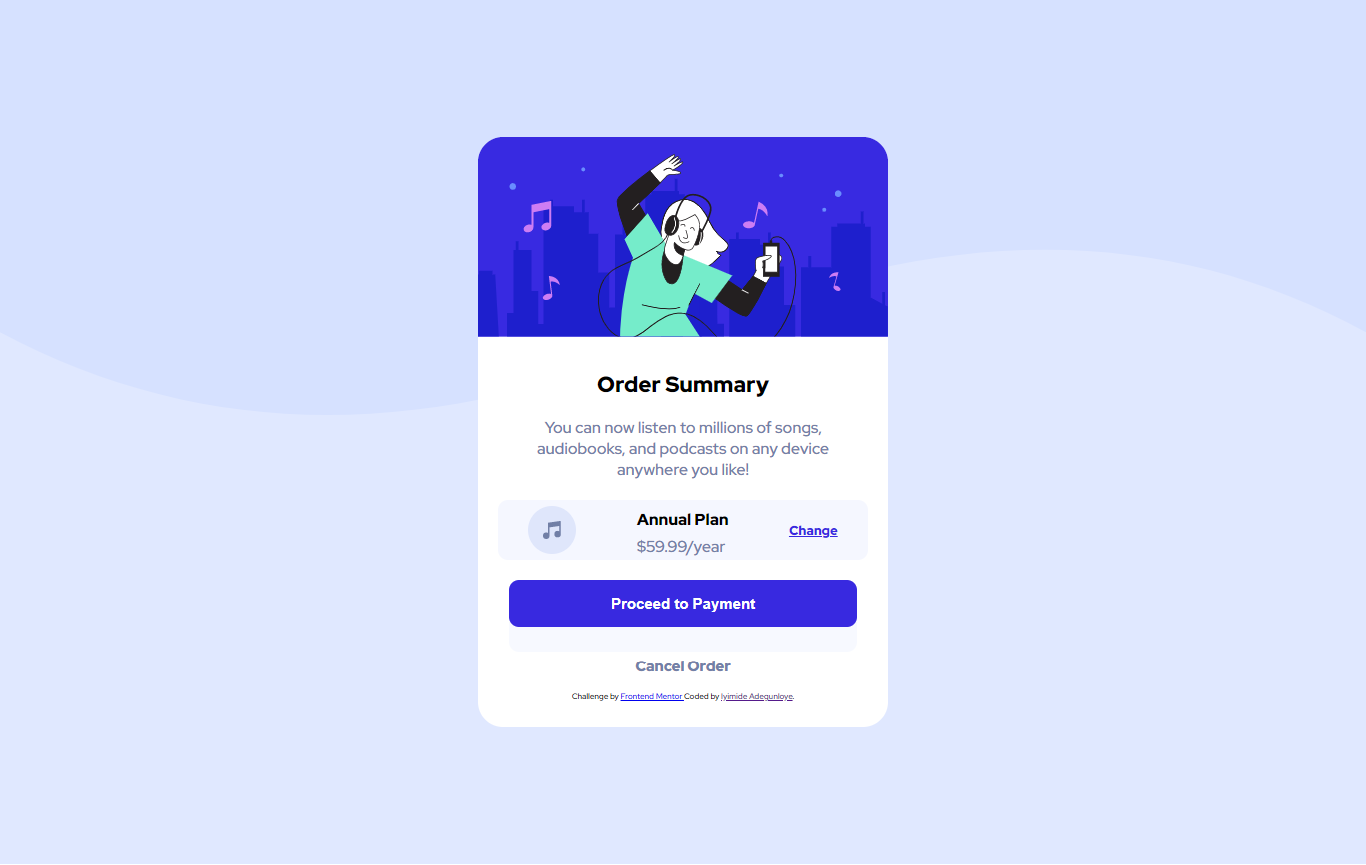 Order Summary
You can now listen to millions of songs,
audiobooks, and podcasts on any device
anywhere you like!
Annual Plan
$59.99/year
Change
Proceed to Payment
Cancel Order
Challenge by Frontend Mentor Coded by Iyimide Adegunloye.